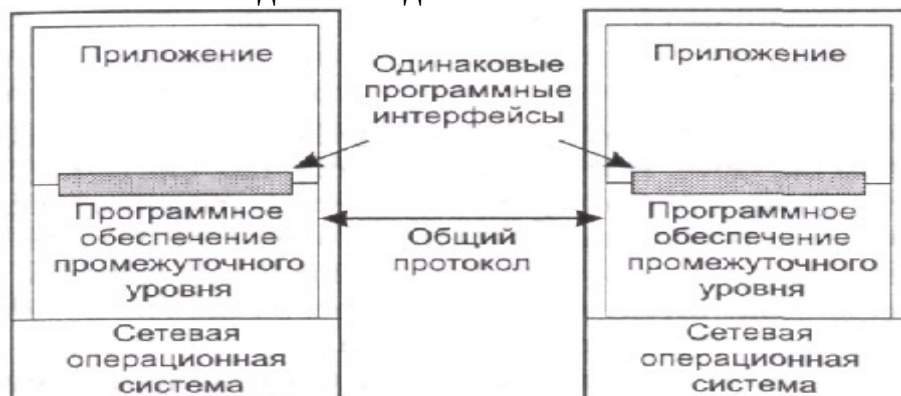 Приложение
Одинаковые
программные
интерфейсы
Приложение
Программное
обеспечение
промежуточного
уровня
Общий
протокол
Программное
обеспечение
промежуточного
уровня
Сетевая
операционная
система
Сетевая
операционная
система